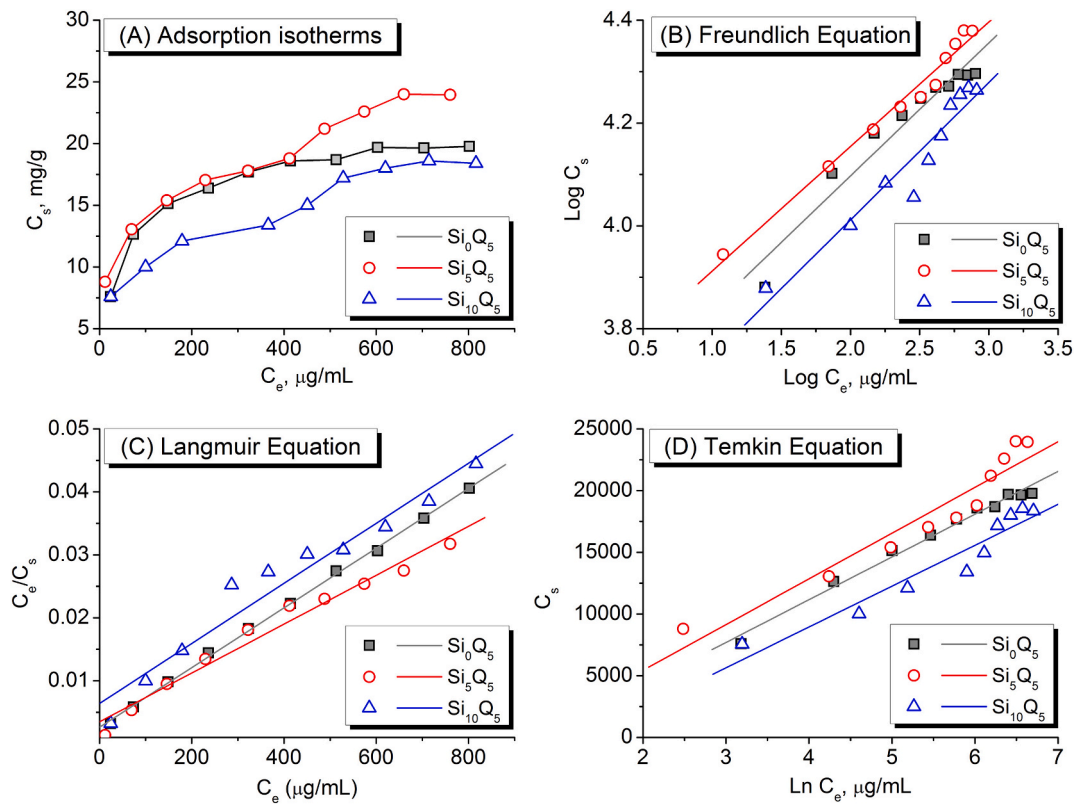 (A) Adsorption isotherms
30
25
20
15
10
5
0
200
400
600
800
C_s, mg/g
C_e, μg/mL
Si_0Q_5
Si_5Q_5
Si_10Q_5
(B) Freundlich Equation
4.4
4.2
4.0
3.8
0.5
1.0
1.5
2.0
2.5
3.0
3.5
Log C_s
Log C_e, μg/mL
Si_0Q_5
Si_5Q_5
Si_10Q_5
(C) Langmuir Equation
0.05
0.04
0.03
0.02
0.01
0
200
400
600
800
C_e/C_s
C_e (μg/mL)
Si_0Q_5
Si_5Q_5
Si_10Q_5
(D) Temkin Equation
25000
20000
15000
10000
5000
0
2
3
4
5
6
7
C_s
Ln C_e, μg/mL
Si_0Q_5
Si_5Q_5
Si_10Q_5